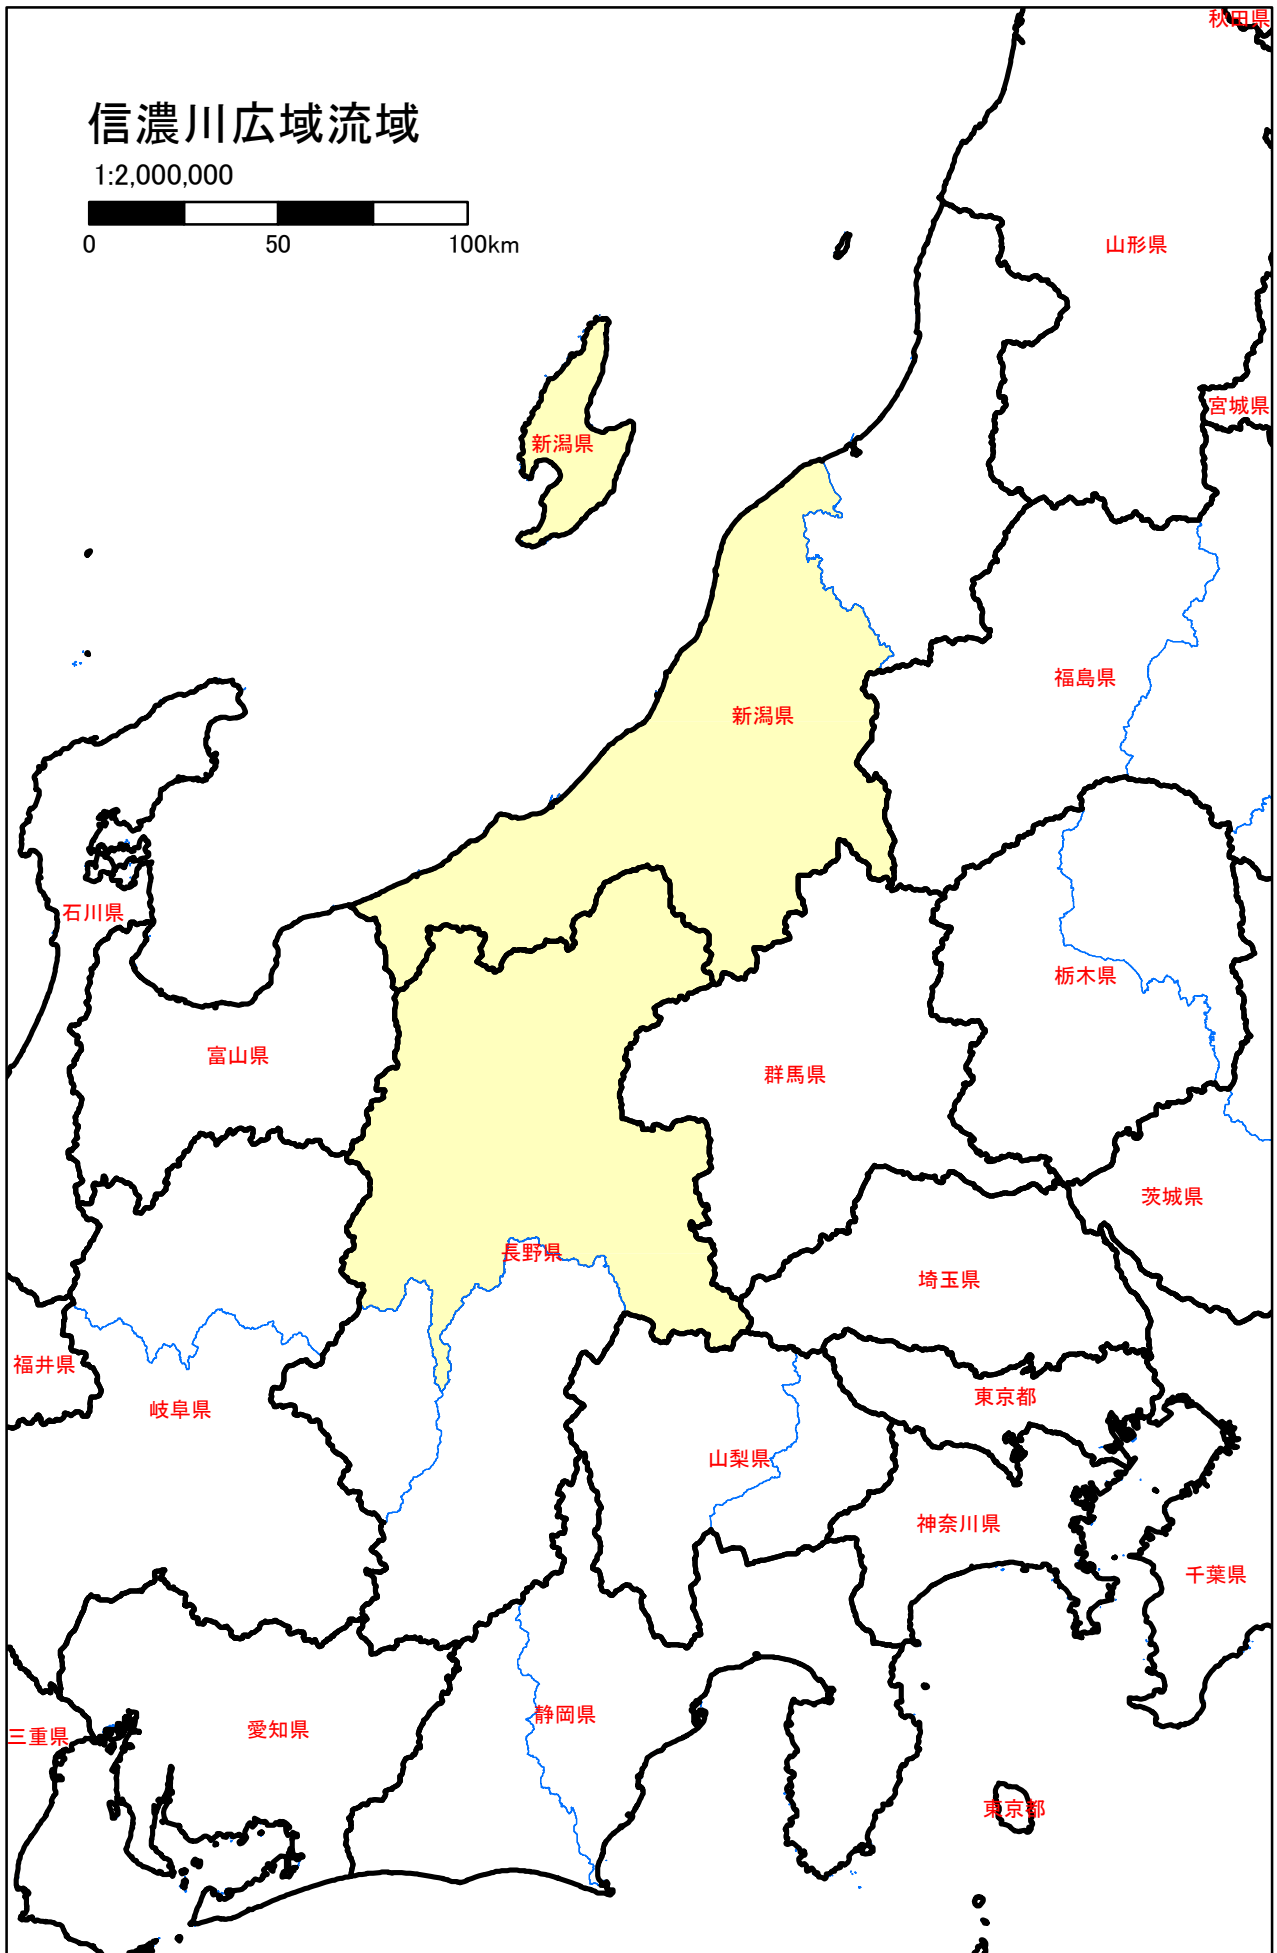 秋田県
信濃川広域流域
1:2,000,000
0 50 100km
山形県
宮城県
新潟県
福島県
新潟県
石川県
栃木県
富山県
群馬県
茨城県
長野県
埼玉県
福井県
東京都
岐阜県
山梨県
神奈川県
千葉県
静岡県
愛知県
三重県
東京都